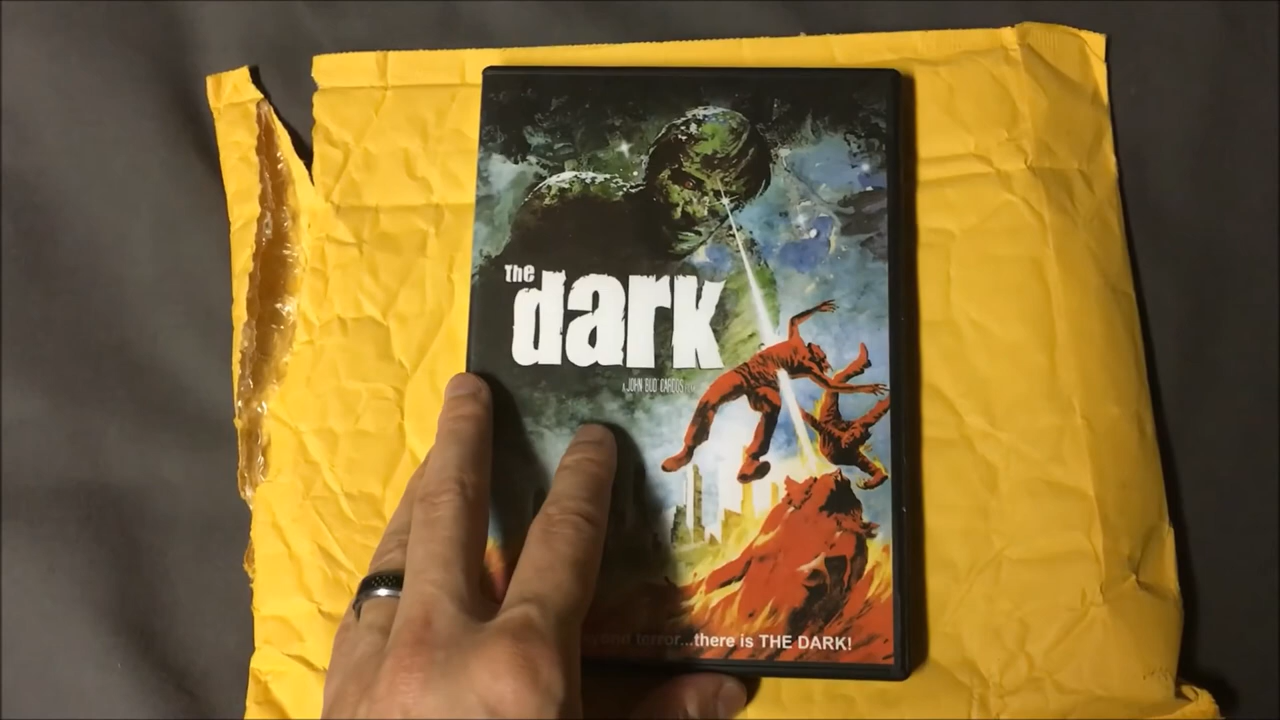 The
dark
A JOHN BUD CARDOS FILM
terror...there is THE DARK!